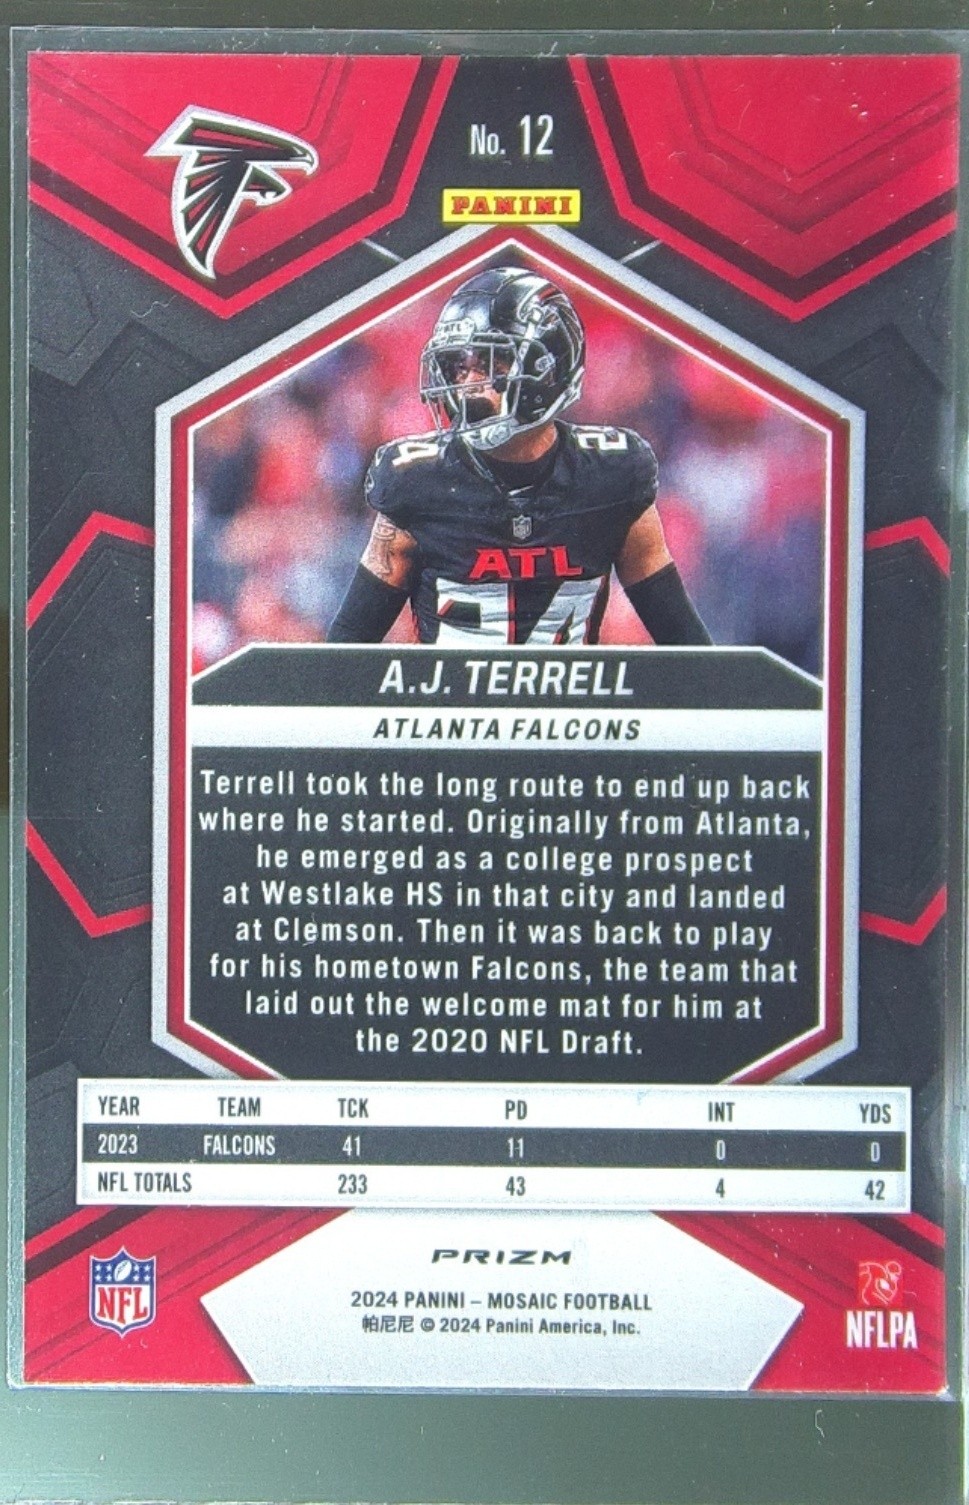 No. 12
PANINI
ATL
24
24
ATL
24
A.J. TERRELL
ATLANTA FALCONS
Terrell took the long route to end up back
where he started. Originally from Atlanta,
he emerged as a college prospect
at Westlake HS in that city and landed
at Clemson. Then it was back to play
for his hometown Falcons, the team that
laid out the welcome mat for him at
the 2020 NFL Draft.
YEAR TEAM TCK PD INT YDS
2023 FALCONS 41 11 0 0
NFL TOTALS 233 43 4 42
PRIZM
NFL
2024 PANINI – MOSAIC FOOTBALL
帕尼尼 © 2024 Panini America, Inc.
NFLPA